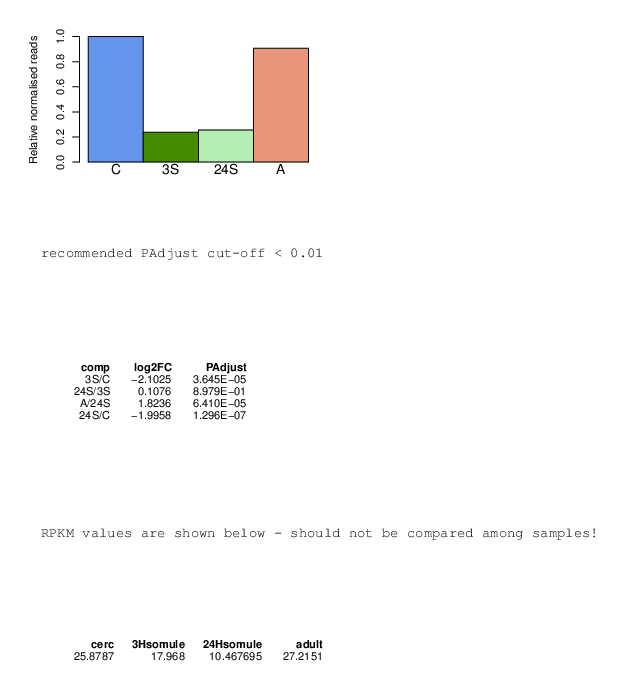 Relative normalised reads
1.0
0.8
0.6
0.4
0.2
0.0
C 3S 24S A
recommended PAdjust cut-off < 0.01
comp log2FC PAdjust
3S/C −2.1025 3.645E−05
24S/3S 0.1076 8.979E−01
A/24S 1.8236 6.410E−05
24S/C −1.9958 1.296E−07
RPKM values are shown below - should not be compared among samples!
cerc 3Hsomule 24Hsomule adult
25.8787 17.968 10.467695 27.2151